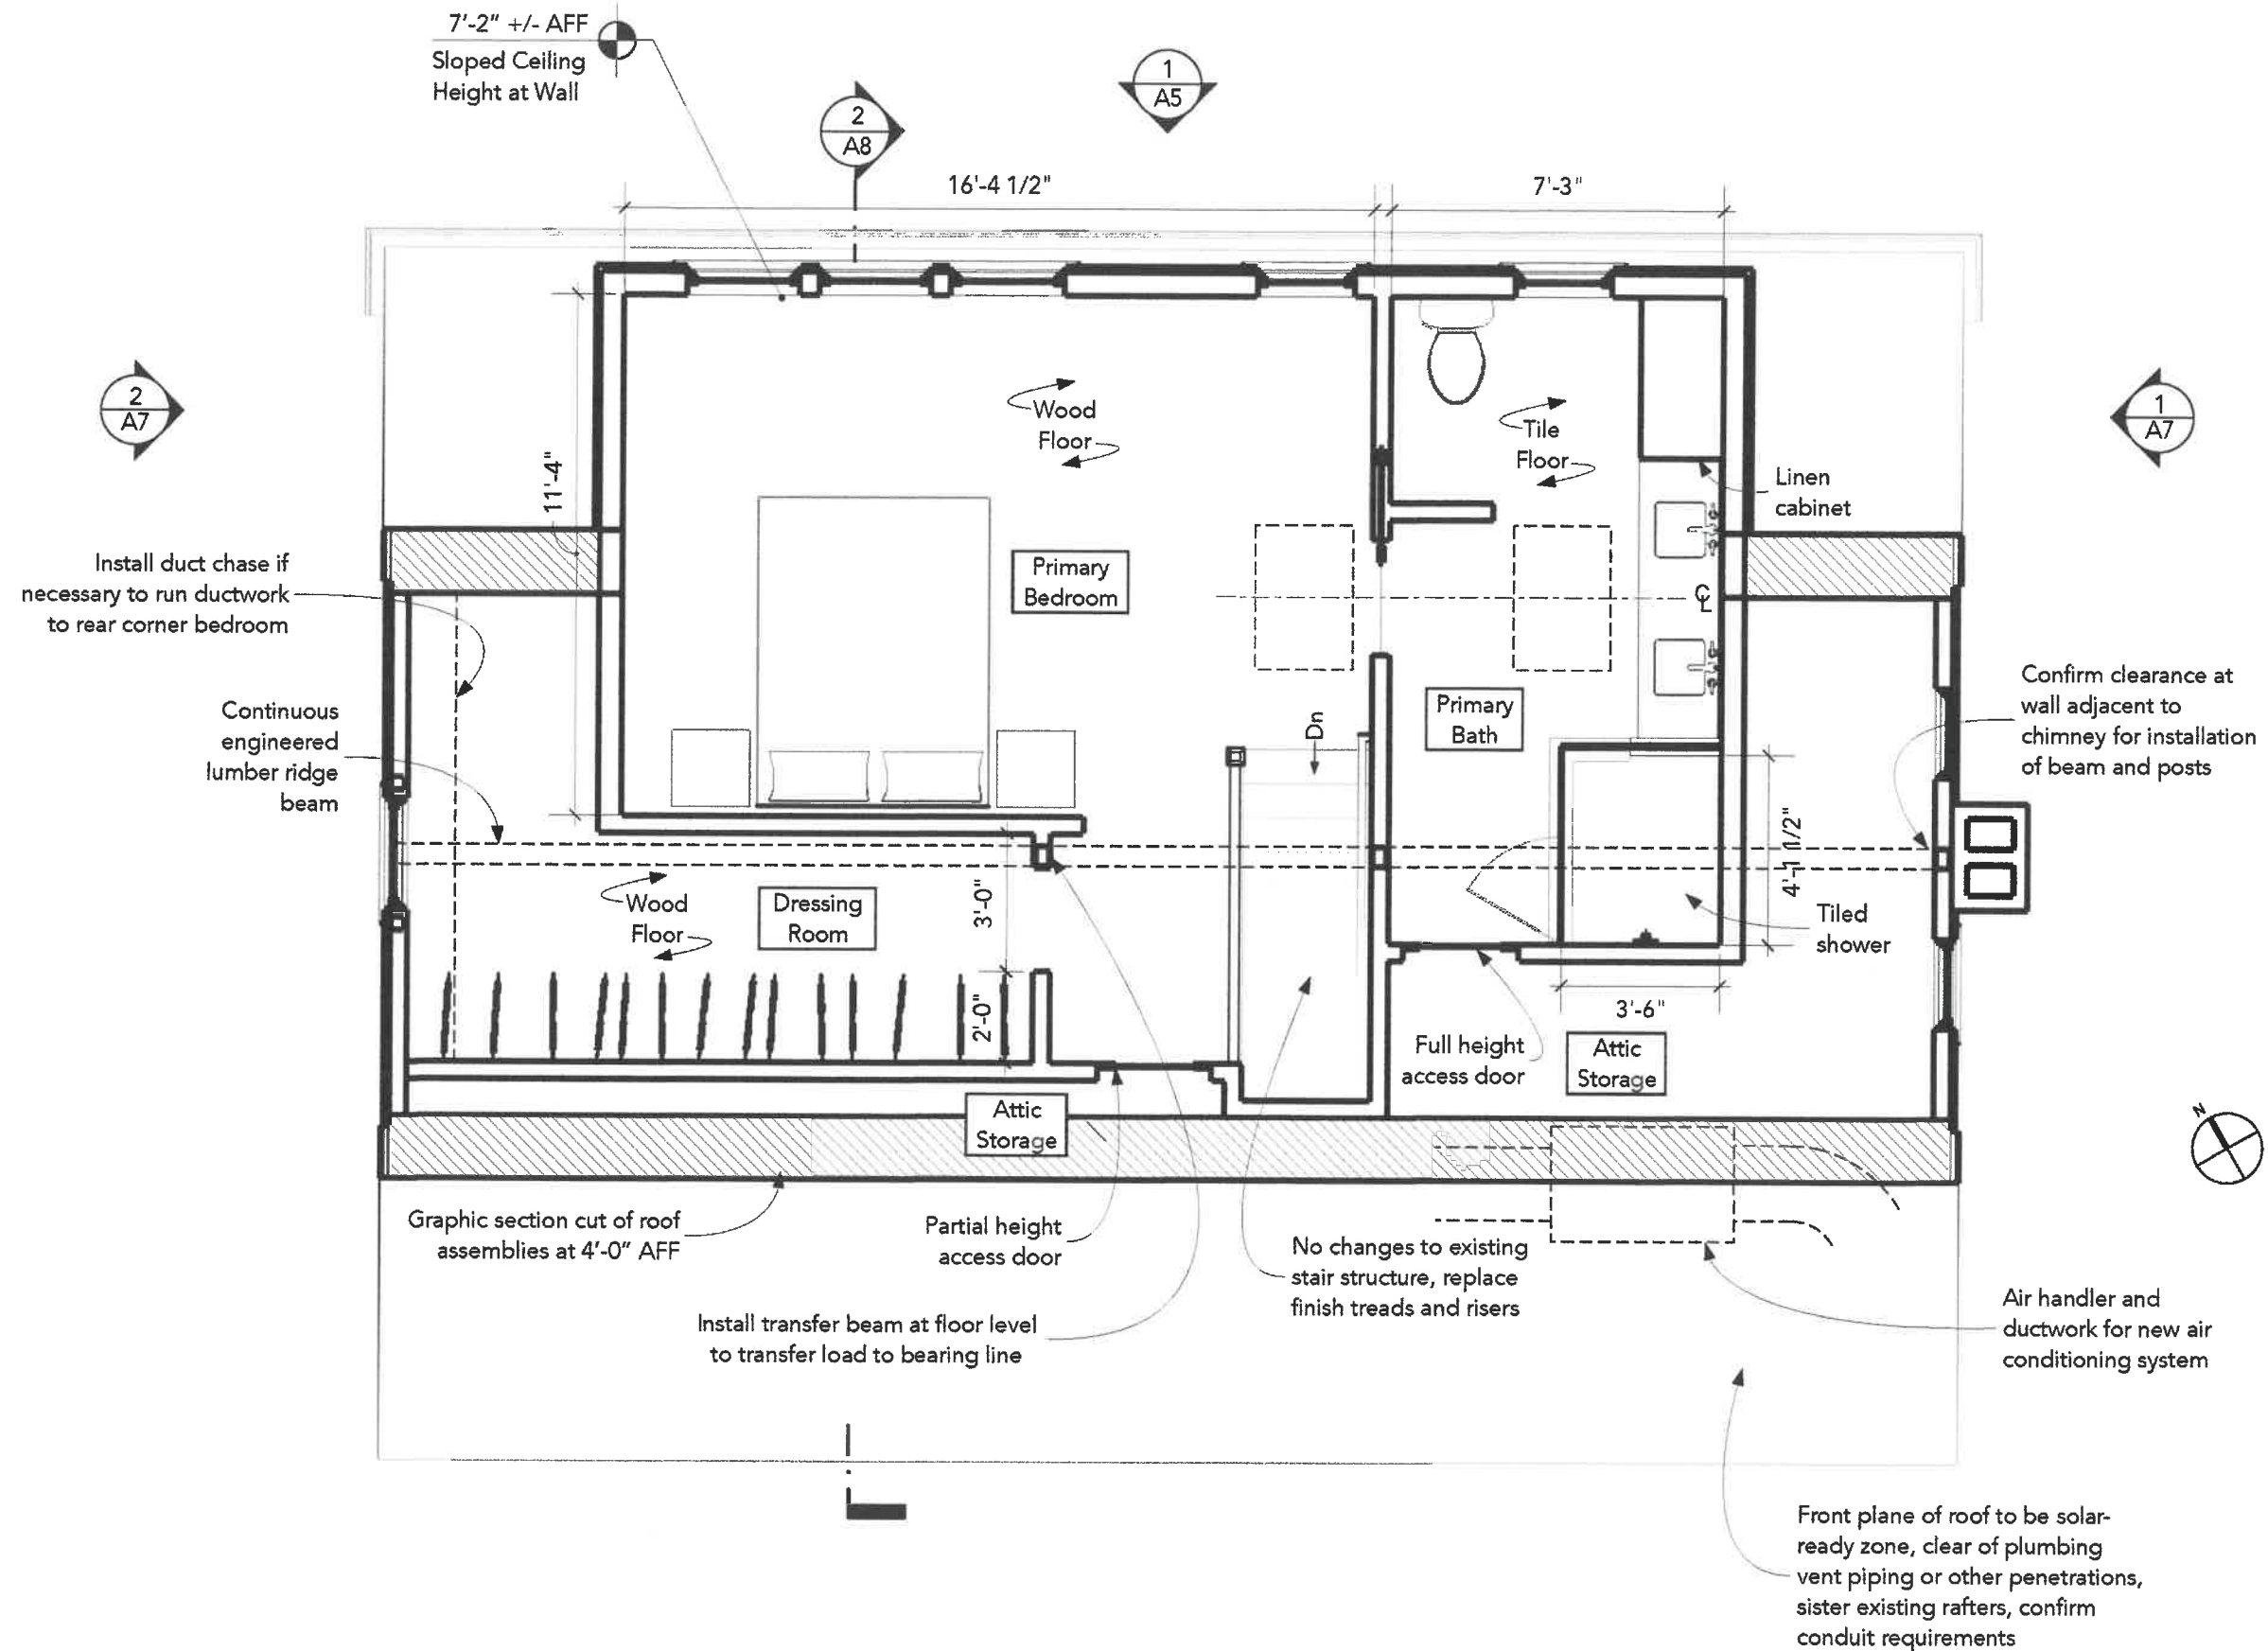 7'-2" +/- AFF
Sloped Ceiling
Height at Wall
2
A8
1
A5
16'-4 1/2"
7'-3"
2
A7
1
A7
11'-4"
Wood
Floor
Tile
Floor
Linen
cabinet
Install duct chase if
necessary to run ductwork
to rear corner bedroom
Primary
Bedroom
CL
Continuous
engineered
lumber ridge
beam
Primary
Bath
Dn
Confirm clearance at
wall adjacent to
chimney for installation
of beam and posts
4'-1 1/2"
Wood
Floor
Dressing
Room
3'-0"
2'-0"
Tiled
shower
3'-6"
Full height
access door
Attic
Storage
Attic
Storage
N
Graphic section cut of roof
assemblies at 4'-0" AFF
Partial height
access door
No changes to existing
stair structure, replace
finish treads and risers
Install transfer beam at floor level
to transfer load to bearing line
Air handler and
ductwork for new air
conditioning system
Front plane of roof to be solar-
ready zone, clear of plumbing
vent piping or other penetrations,
sister existing rafters, confirm
conduit requirements